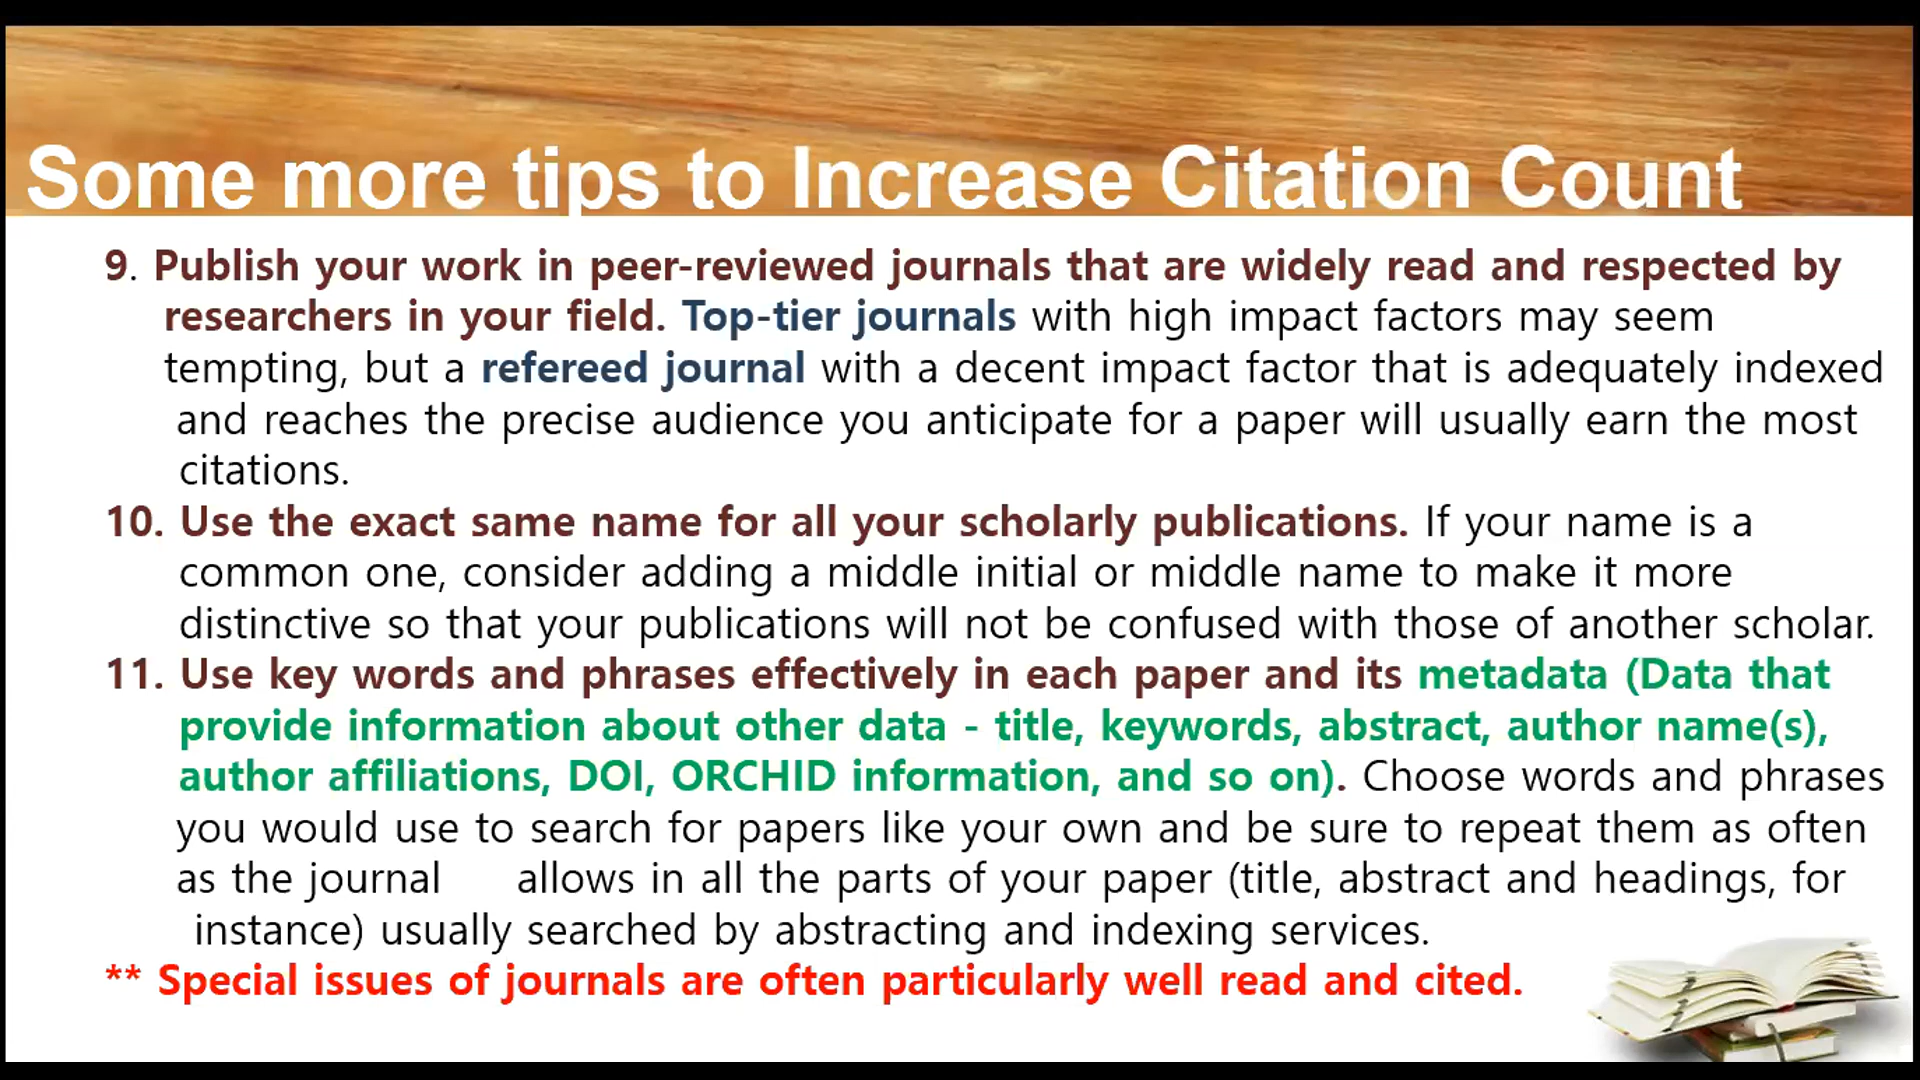 Some more tips to Increase Citation Count
9. Publish your work in peer-reviewed journals that are widely read and respected by
researchers in your field. Top-tier journals with high impact factors may seem
tempting, but a refereed journal with a decent impact factor that is adequately indexed
and reaches the precise audience you anticipate for a paper will usually earn the most
citations.
10. Use the exact same name for all your scholarly publications. If your name is a
common one, consider adding a middle initial or middle name to make it more
distinctive so that your publications will not be confused with those of another scholar.
11. Use key words and phrases effectively in each paper and its metadata (Data that
provide information about other data - title, keywords, abstract, author name(s),
author affiliations, DOI, ORCHID information, and so on). Choose words and phrases
you would use to search for papers like your own and be sure to repeat them as often
as the journal allows in all the parts of your paper (title, abstract and headings, for
instance) usually searched by abstracting and indexing services.
** Special issues of journals are often particularly well read and cited.